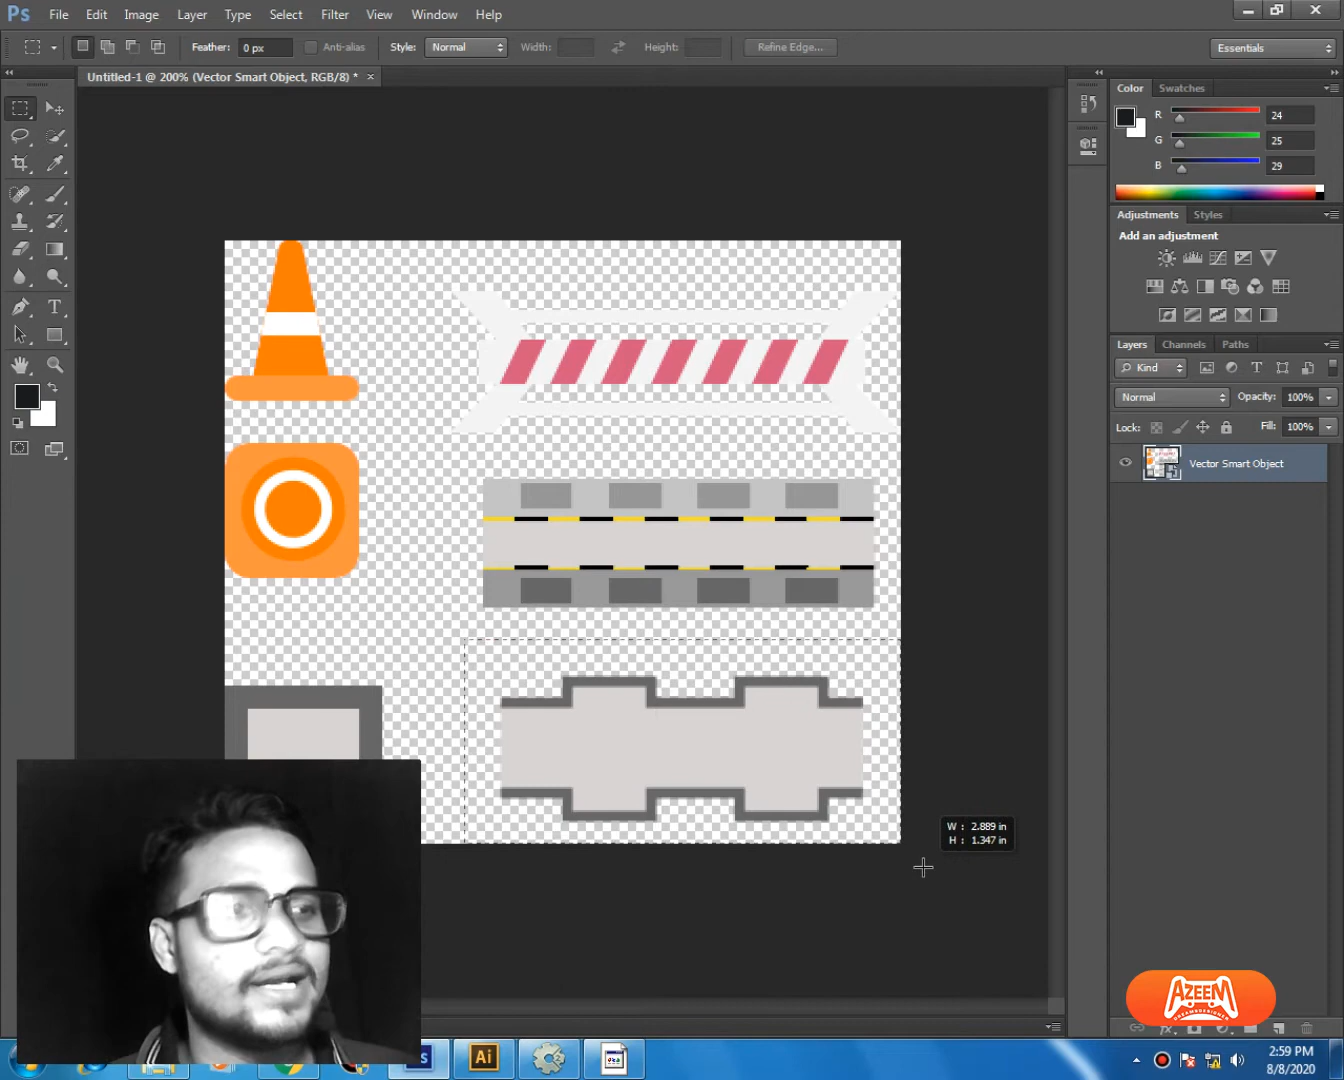 Ps File Edit Image Layer Type Select Filter View Window Help
Feather: 0 px Anti-alias Style: Normal Width: Height: Refine Edge... Essentials
Untitled-1 @ 200% (Vector Smart Object, RGB/8) * ×
Color Swatches
R 24
G 25
B 29
Adjustments Styles
Add an adjustment
Layers Channels Paths
Kind
Normal Opacity: 100%
Lock: Fill: 100%
Vector Smart Object
W : 2.889 in
H : 1.347 in
AZEEM
DREAMDESIGNER
Ai
2:59 PM
8/8/2020